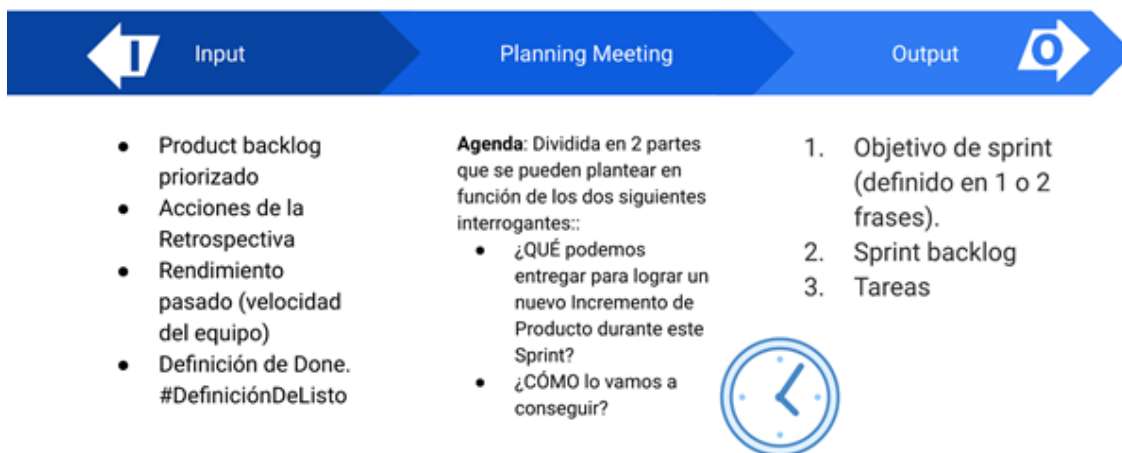 I
Input
Planning Meeting
Output
O
● Product backlog
priorizado
● Acciones de la
Retrospectiva
● Rendimiento
pasado (velocidad
del equipo)
● Definición de Done.
#DefiniciónDeListo
Agenda: Dividida en 2 partes
que se pueden plantear en
función de los dos siguientes
interrogantes::
● ¿QUÉ podemos
entregar para lograr un
nuevo Incremento de
Producto durante este
Sprint?
● ¿CÓMO lo vamos a
conseguir?
1. Objetivo de sprint
(definido en 1 o 2
frases).
2. Sprint backlog
3. Tareas